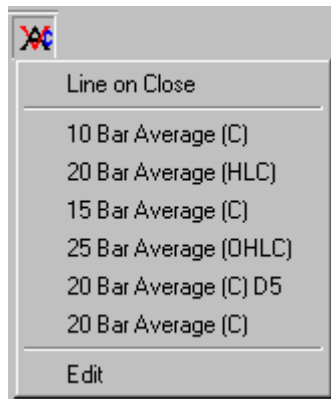 Line on Close
10 Bar Average (C)
20 Bar Average (HLC)
15 Bar Average (C)
25 Bar Average (OHLC)
20 Bar Average (C) D5
20 Bar Average (C)
Edit